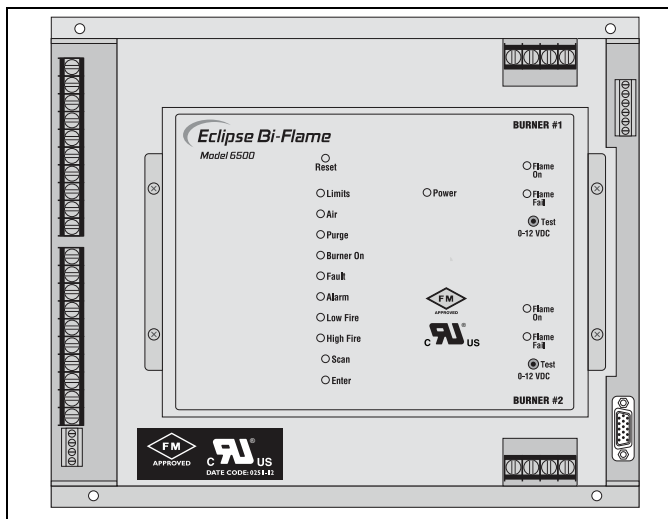 BURNER #1
Eclipse Bi-Flame
Model 6500
Reset
Flame
On
Limits
Power
Flame
Fail
Air
Test
0-12 VDC
Purge
Burner On
Fault
Alarm
FM
APPROVED
Flame
On
Low Fire
C RU US
Flame
Fail
High Fire
Scan
Test
0-12 VDC
Enter
BURNER #2
FM
APPROVED
C RU ® US
DATE CODE: 0251-12